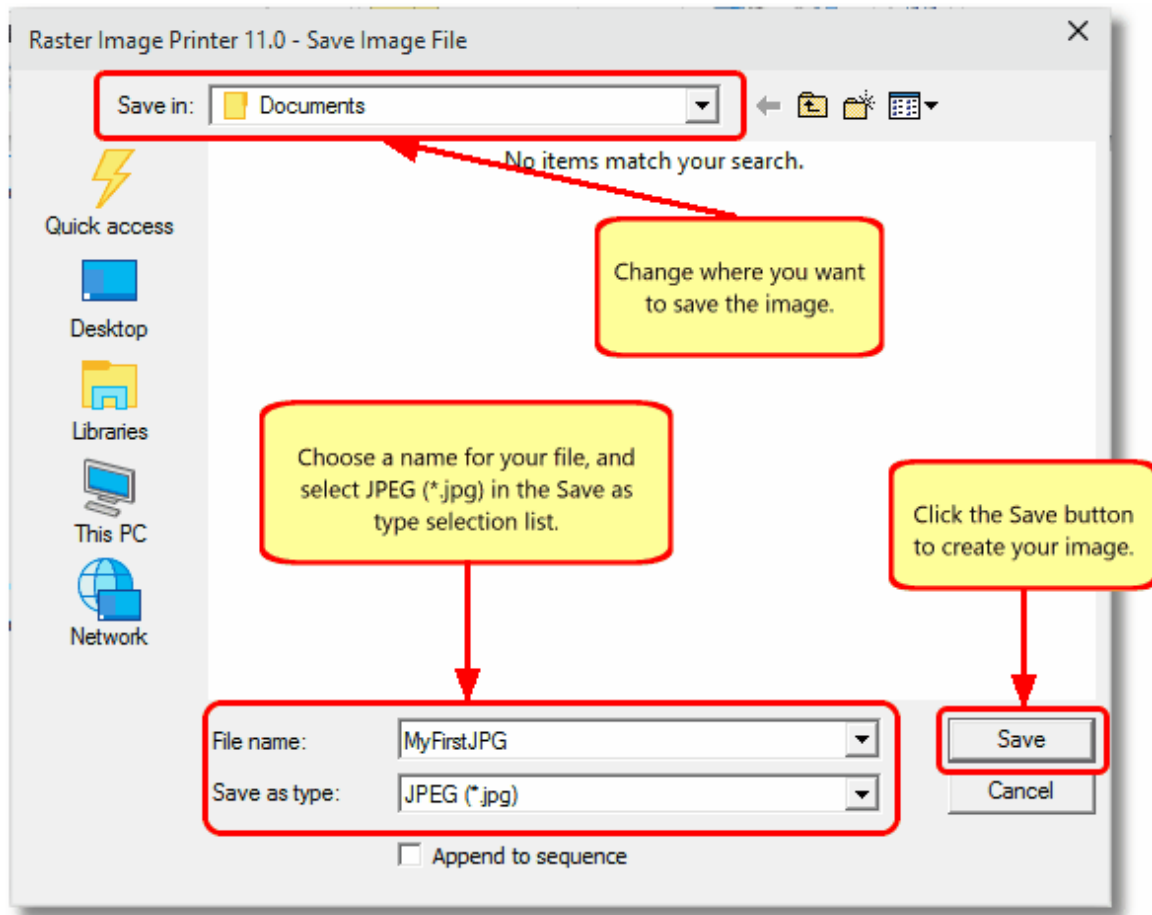 Raster Image Printer 11.0 - Save Image File
Save in: Documents
No items match your search.
Quick access
Desktop
Libraries
This PC
Network
Change where you want
to save the image.
Choose a name for your file, and
select JPEG (*.jpg) in the Save as
type selection list.
Click the Save button
to create your image.
File name: MyFirstJPG
Save
Save as type: JPEG (*.jpg)
Cancel
Append to sequence